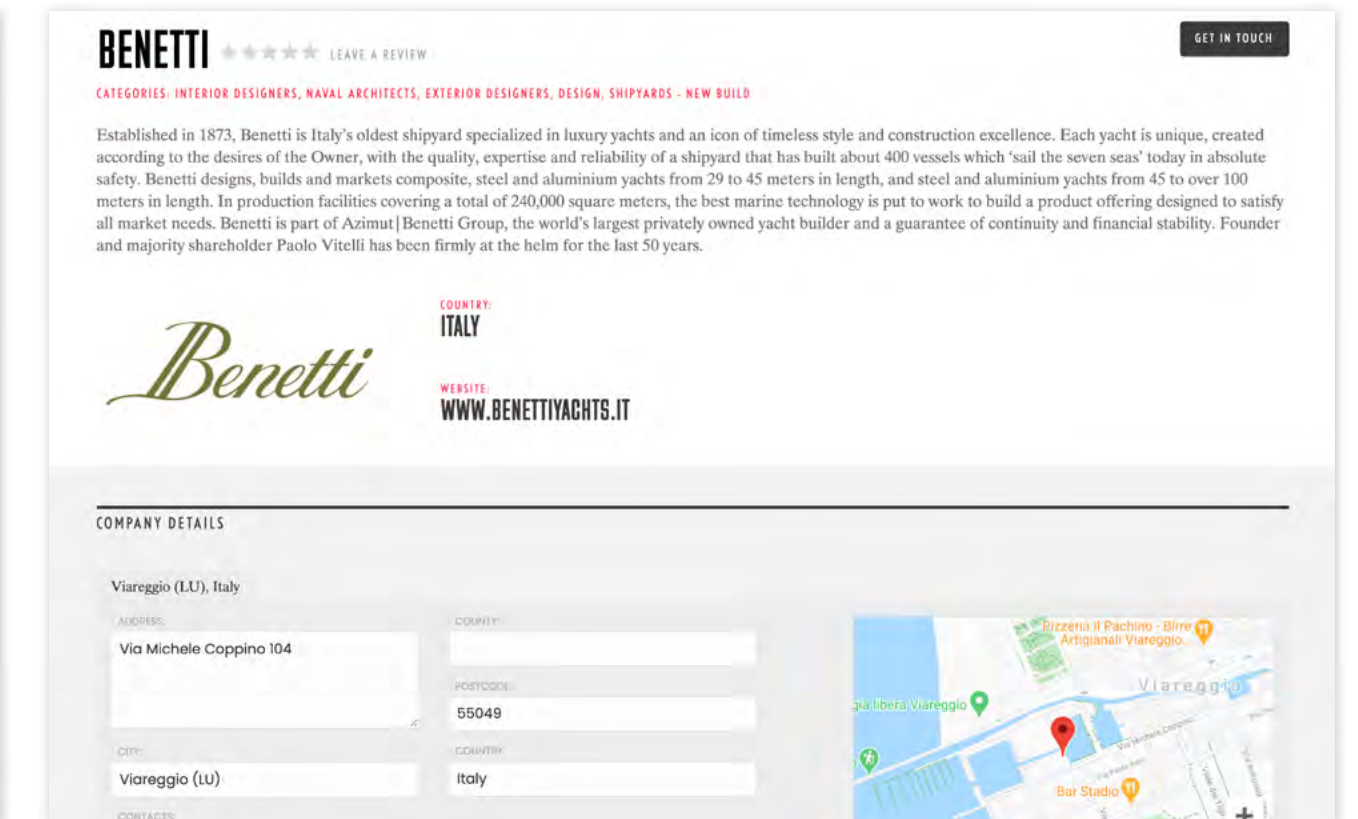 BENETTI LEAVE A REVIEW
GET IN TOUCH
CATEGORIES: INTERIOR DESIGNERS, NAVAL ARCHITECTS, EXTERIOR DESIGNERS, DESIGN, SHIPYARDS - NEW BUILD
Established in 1873, Benetti is Italy's oldest shipyard specialized in luxury yachts and an icon of timeless style and construction excellence. Each yacht is unique, created
according to the desires of the Owner, with the quality, expertise and reliability of a shipyard that has built about 400 vessels which 'sail the seven seas' today in absolute
safety. Benetti designs, builds and markets composite, steel and aluminium yachts from 29 to 45 meters in length, and steel and aluminium yachts from 45 to over 100
meters in length. In production facilities covering a total of 240,000 square meters, the best marine technology is put to work to build a product offering designed to satisfy
all market needs. Benetti is part of Azimut|Benetti Group, the world's largest privately owned yacht builder and a guarantee of continuity and financial stability. Founder
and majority shareholder Paolo Vitelli has been firmly at the helm for the last 50 years.
Benetti
COUNTRY:
ITALY
WEBSITE:
WWW.BENETTIYACHTS.IT
COMPANY DETAILS
Viareggio (LU), Italy
ADDRESS:
Via Michele Coppino 104
COUNTY:
POSTCODE:
55049
CITY:
Viareggio (LU)
COUNTRY:
Italy
CONTACTS:
Pizzeria Il Pachino - Birre
Artigianali Viareggio...
Viareggio
gia libera Viareggio
Via Michele Coppino
Bar Stadio